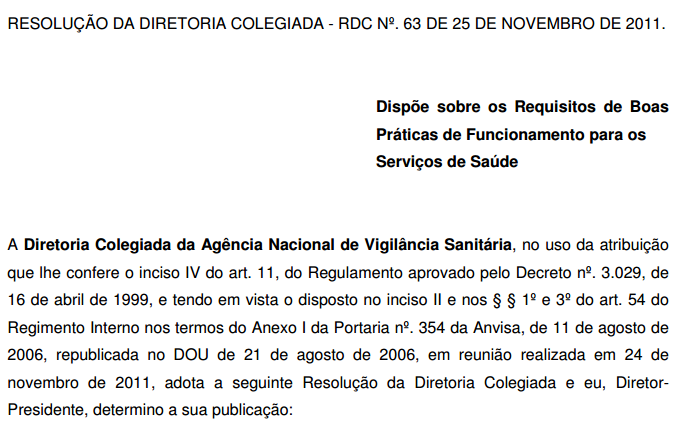 RESOLUÇÃO DA DIRETORIA COLEGIADA - RDC Nº. 63 DE 25 DE NOVEMBRO DE 2011.
Dispõe sobre os Requisitos de Boas
Práticas de Funcionamento para os
Serviços de Saúde
A Diretoria Colegiada da Agência Nacional de Vigilância Sanitária, no uso da atribuição
que lhe confere o inciso IV do art. 11, do Regulamento aprovado pelo Decreto nº. 3.029, de
16 de abril de 1999, e tendo em vista o disposto no inciso II e nos § § 1º e 3º do art. 54 do
Regimento Interno nos termos do Anexo I da Portaria nº. 354 da Anvisa, de 11 de agosto de
2006, republicada no DOU de 21 de agosto de 2006, em reunião realizada em 24 de
novembro de 2011, adota a seguinte Resolução da Diretoria Colegiada e eu, Diretor-
Presidente, determino a sua publicação: